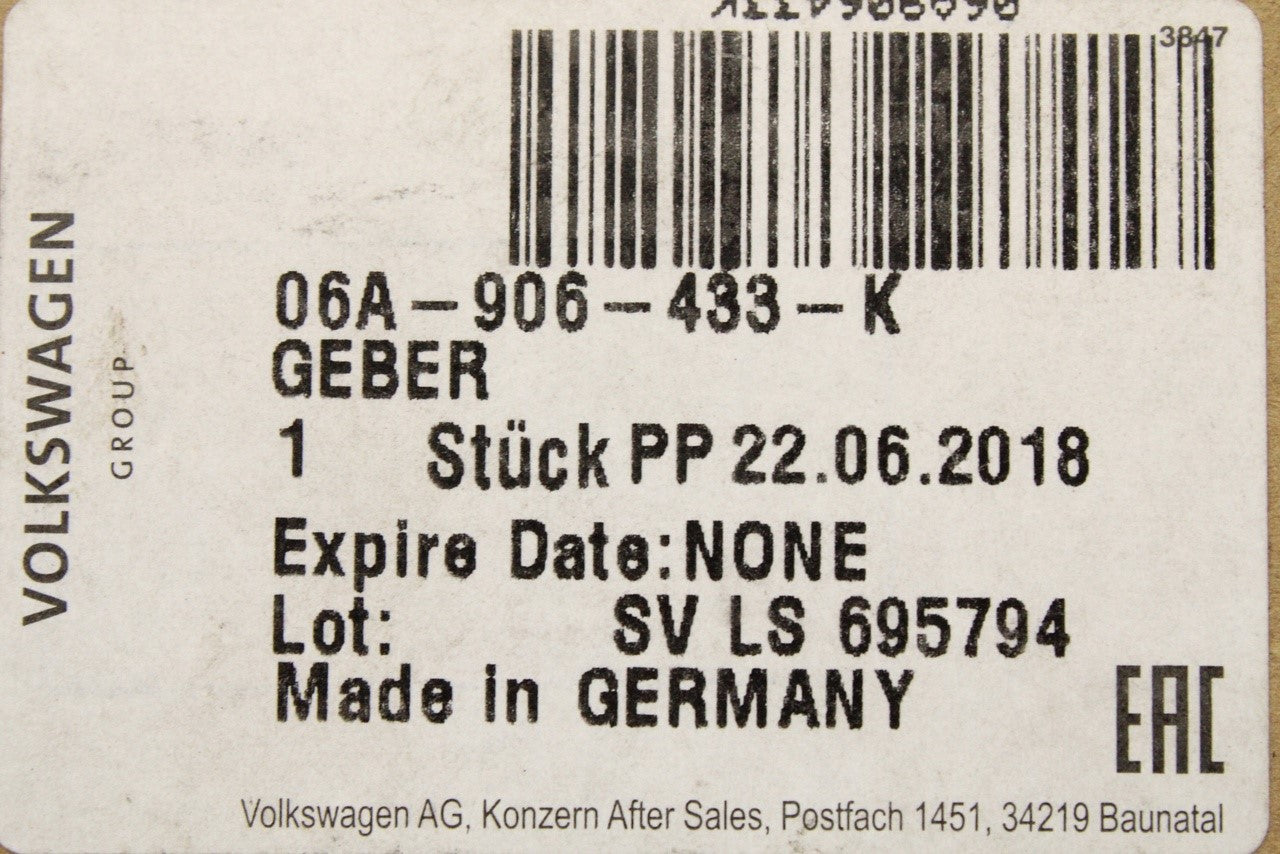 3847
06A-906-433-K
GEBER
1 Stück PP 22.06.2018
Expire Date:NONE
Lot: SV LS 695794
Made in GERMANY
EAC
Volkswagen AG, Konzern After Sales, Postfach 1451, 34219 Baunatal
VOLKSWAGEN
GROUP